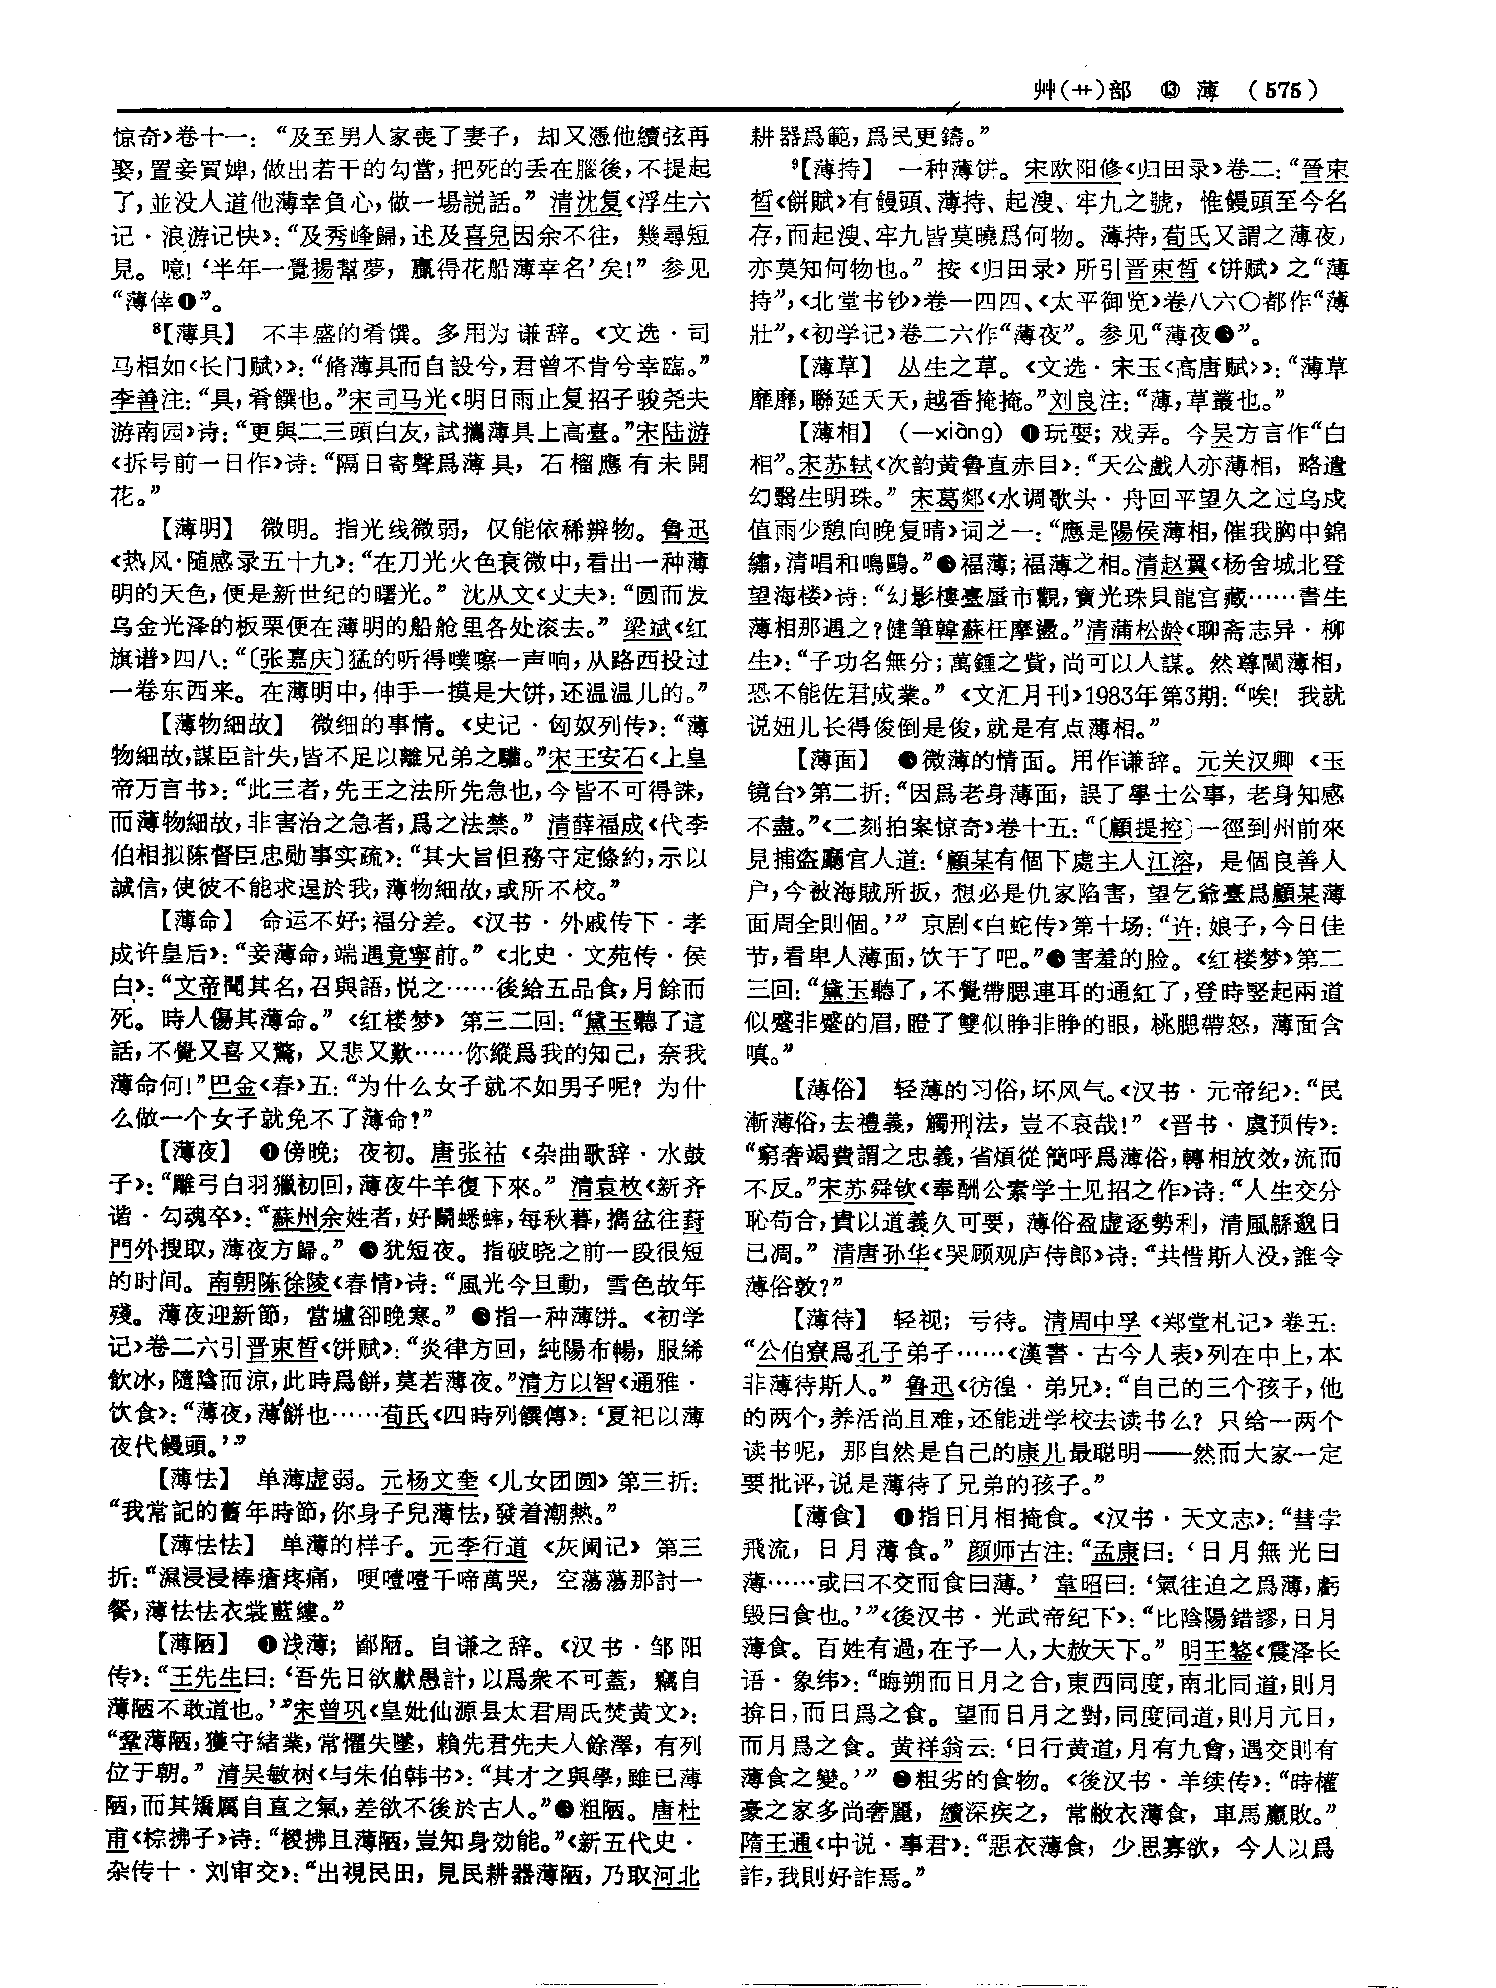 艸(艹)部 ⑬ 薄 (575)
惊奇》卷十一：“及至男人家喪了妻子，却又憑他續弦再
娶，置妾買婢，做出若干的勾當，把死的丢在腦後，不提起
了，並没人道他薄幸負心，做一場説話。”清沈复《浮生六
记·浪游记快》：“及秀峰歸，述及喜兒因余不往，幾尋短
見。噫！‘半年一覺揚幫夢，贏得花船薄幸名’矣！”参见
“薄倖❶”。
⁸【薄具】 不丰盛的肴馔。多用为谦辞。《文选·司
马相如〈长门赋〉》：“脩薄具而自設兮，君曾不肯兮幸臨。”
李善注：“具，肴饌也。”宋司马光《明日雨止复招子骏尧夫
游南园》诗：“更與二三頭白友，試攜薄具上高臺。”宋陆游
《拆号前一日作》诗：“隔日寄聲爲薄具，石榴應有未開
花。”
【薄明】 微明。指光线微弱，仅能依稀辨物。鲁迅
《热风·随感录五十九》：“在刀光火色衰微中，看出一种薄
明的天色，便是新世纪的曙光。”沈从文《丈夫》：“圆而发
乌金光泽的板栗便在薄明的船舱里各处滚去。”梁斌《红
旗谱》四八：“〔张嘉庆〕猛的听得噗嚓一声响，从路西投过
一卷东西来。在薄明中，伸手一摸是大饼，还温温儿的。”
【薄物細故】 微细的事情。《史记·匈奴列传》：“薄
物細故，謀臣計失，皆不足以離兄弟之驩。”宋王安石《上皇
帝万言书》：“此三者，先王之法所先急也，今皆不可得誅，
而薄物細故，非害治之急者，爲之法禁。”清薛福成《代李
伯相拟陈督臣忠勋事实疏》：“其大旨但務守定條約，示以
誠信，使彼不能求逞於我，薄物細故，或所不校。”
【薄命】 命运不好；福分差。《汉书·外戚传下·孝
成许皇后》：“妾薄命，端遇竟寧前。”《北史·文苑传·侯
白》：“文帝聞其名，召與語，悦之……後給五品食，月餘而
死。時人傷其薄命。”《红楼梦》第三二回：“黛玉聽了這
話，不覺又喜又驚，又悲又歎……你縱爲我的知己，奈我
薄命何！”巴金《春》五：“为什么女子就不如男子呢？为什
么做一个女子就免不了薄命？”
【薄夜】 ❶傍晚；夜初。唐张祜《杂曲歌辞·水鼓
子》：“雕弓白羽獵初回，薄夜牛羊復下來。”清袁枚《新齐
谐·勾魂卒》：“蘇州余姓者，好鬭蟋蟀，每秋暮，擕盆往葑
門外搜取，薄夜方歸。”❷犹短夜。指破晓之前一段很短
的时间。南朝陈徐陵《春情》诗：“風光今旦動，雪色故年
殘。薄夜迎新節，當壚卻晚寒。”❸指一种薄饼。《初学
记》卷二六引晋束皙《饼赋》：“炎律方回，純陽布暢，服絺
飲冰，隨陰而涼，此時爲餅，莫若薄夜。”清方以智《通雅·
饮食》：“薄夜，薄餅也……荀氏《四時列饌傳》：‘夏祀以薄
夜代饅頭。’”
【薄怯】 单薄虚弱。元杨文奎《儿女团圆》第三折：
“我常記的舊年時節，你身子兒薄怯，發着潮熱。”
【薄怯怯】 单薄的样子。元李行道《灰阑记》第三
折：“濕浸浸棒瘡疼痛，哽噎噎千啼萬哭，空蕩蕩那討一
餐，薄怯怯衣裳藍縷。”
【薄陋】 ❶浅薄；鄙陋。自谦之辞。《汉书·邹阳
传》：“王先生曰：‘吾先日欲獻愚計，以爲衆不可蓋，竊自
薄陋不敢道也。’”宋曾巩《皇妣仙源县太君周氏焚黄文》：
“鞏薄陋，獲守緒業，常懼失墜，賴先君先夫人餘澤，有列
位于朝。”清吴敏树《与朱伯韩书》：“其才之與學，雖已薄
陋，而其矯厲自直之氣，差欲不後於古人。”❷粗陋。唐杜
甫《棕拂子》诗：“椶拂且薄陋，豈知身効能。”《新五代史·
杂传十·刘审交》：“出視民田，見民耕器薄陋，乃取河北
耕器爲範，爲民更鑄。”
⁹【薄持】 一种薄饼。宋欧阳修《归田录》卷二：“晉束
皙《餅賦》有饅頭、薄持、起溲、牢九之號，惟饅頭至今名
存，而起溲、牢九皆莫曉爲何物。薄持，荀氏又謂之薄夜，
亦莫知何物也。”按《归田录》所引晋束皙《饼赋》之“薄
持”，《北堂书钞》卷一四四、《太平御览》卷八六〇都作“薄
壯”，《初学记》卷二六作“薄夜”。参见“薄夜❸”。
【薄草】 丛生之草。《文选·宋玉〈高唐赋〉》：“薄草
靡靡，聯延夭夭，越香掩掩。”刘良注：“薄，草叢也。”
【薄相】 （一xiàng）❶玩耍；戏弄。今吴方言作“白
相”。宋苏轼《次韵黄鲁直赤目》：“天公戲人亦薄相，略遣
幻翳生明珠。”宋葛郯《水调歌头·舟回平望久之过乌戍
值雨少憩向晚复晴》词之一：“應是陽侯薄相，催我胸中錦
繡，清唱和鳴鷗。”❷福薄；福薄之相。清赵翼《杨舍城北登
望海楼》诗：“幻影樓臺蜃市觀，寶光珠貝龍宫藏……書生
薄相那遇之？健筆韓蘇枉摩盪。”清蒲松龄《聊斋志异·柳
生》：“子功名無分；萬鍾之貲，尚可以人謀。然尊閫薄相，
恐不能佐君成業。”《文汇月刊》1983年第3期：“唉！我就
说妞儿长得俊倒是俊，就是有点薄相。”
【薄面】 ❶微薄的情面。用作谦辞。元关汉卿《玉
镜台》第二折：“因爲老身薄面，誤了學士公事，老身知感
不盡。”《二刻拍案惊奇》卷十五：“〔顧提控〕一徑到州前來
見捕盜廳官人道：‘顧某有個下處主人江溶，是個良善人
户，今被海賊所扳，想必是仇家陷害，望乞爺臺爲顧某薄
面周全則個。’”京剧《白蛇传》第十场：“许：娘子，今日佳
节，看卑人薄面，饮干了吧。”❷害羞的脸。《红楼梦》第二
三回：“黛玉聽了，不覺帶腮連耳的通紅了，登時竪起兩道
似蹙非蹙的眉，瞪了雙似睁非睁的眼，桃腮帶怒，薄面含
嗔。”
【薄俗】 轻薄的习俗，坏风气。《汉书·元帝纪》：“民
漸薄俗，去禮義，觸刑法，豈不哀哉！”《晋书·虞预传》：
“窮奢竭費謂之忠義，省煩從簡呼爲薄俗，轉相放效，流而
不反。”宋苏舜钦《奉酬公素学士见招之作》诗：“人生交分
恥苟合，貴以道義久可要，薄俗盈虚逐勢利，清風緜邈日
已凋。”清唐孙华《哭顾观庐侍郎》诗：“共惜斯人没，誰令
薄俗敦？”
【薄待】 轻视；亏待。清周中孚《郑堂札记》卷五：
“公伯寮爲孔子弟子……《漢書·古今人表》列在中上，本
非薄待斯人。”鲁迅《彷徨·弟兄》：“自己的三个孩子，他
的两个，养活尚且难，还能进学校去读书么？只给一两个
读书呢，那自然是自己的康儿最聪明——然而大家一定
要批评，说是薄待了兄弟的孩子。”
【薄食】 ❶指日月相掩食。《汉书·天文志》：“彗孛
飛流，日月薄食。”颜师古注：“孟康曰：‘日月無光曰
薄……或曰不交而食曰薄。’韋昭曰：‘氣往迫之爲薄，虧
毁曰食也。’”《後汉书·光武帝纪下》：“比陰陽錯謬，日月
薄食。百姓有過，在予一人，大赦天下。”明王鏊《震泽长
语·象纬》：“晦朔而日月之合，東西同度，南北同道，則月
揜日，而日爲之食。望而日月之對，同度同道，則月亢日，
而月爲之食。黄祥翁云：‘日行黄道，月有九會，遇交則有
薄食之變。’”❷粗劣的食物。《後汉书·羊续传》：“時權
豪之家多尚奢麗，續深疾之，常敝衣薄食，車馬羸敗。”
隋王通《中说·事君》：“惡衣薄食，少思寡欲，今人以爲
詐，我則好詐焉。”